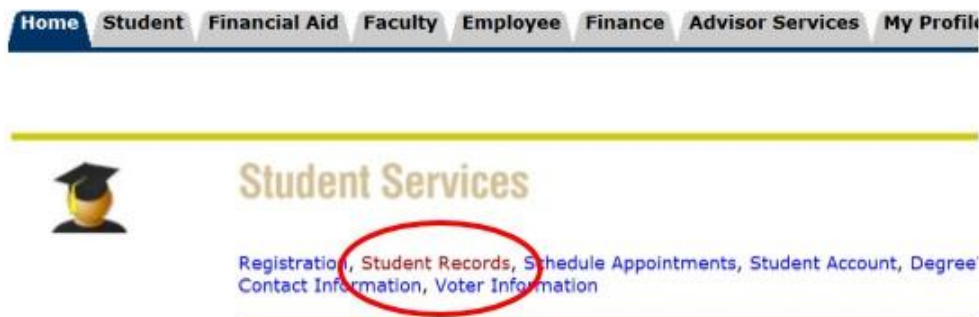 Home Student Financial Aid Faculty Employee Finance Advisor Services My Profile
Student Services
Registration, Student Records, Schedule Appointments, Student Account, Degree
Contact Information, Voter Information